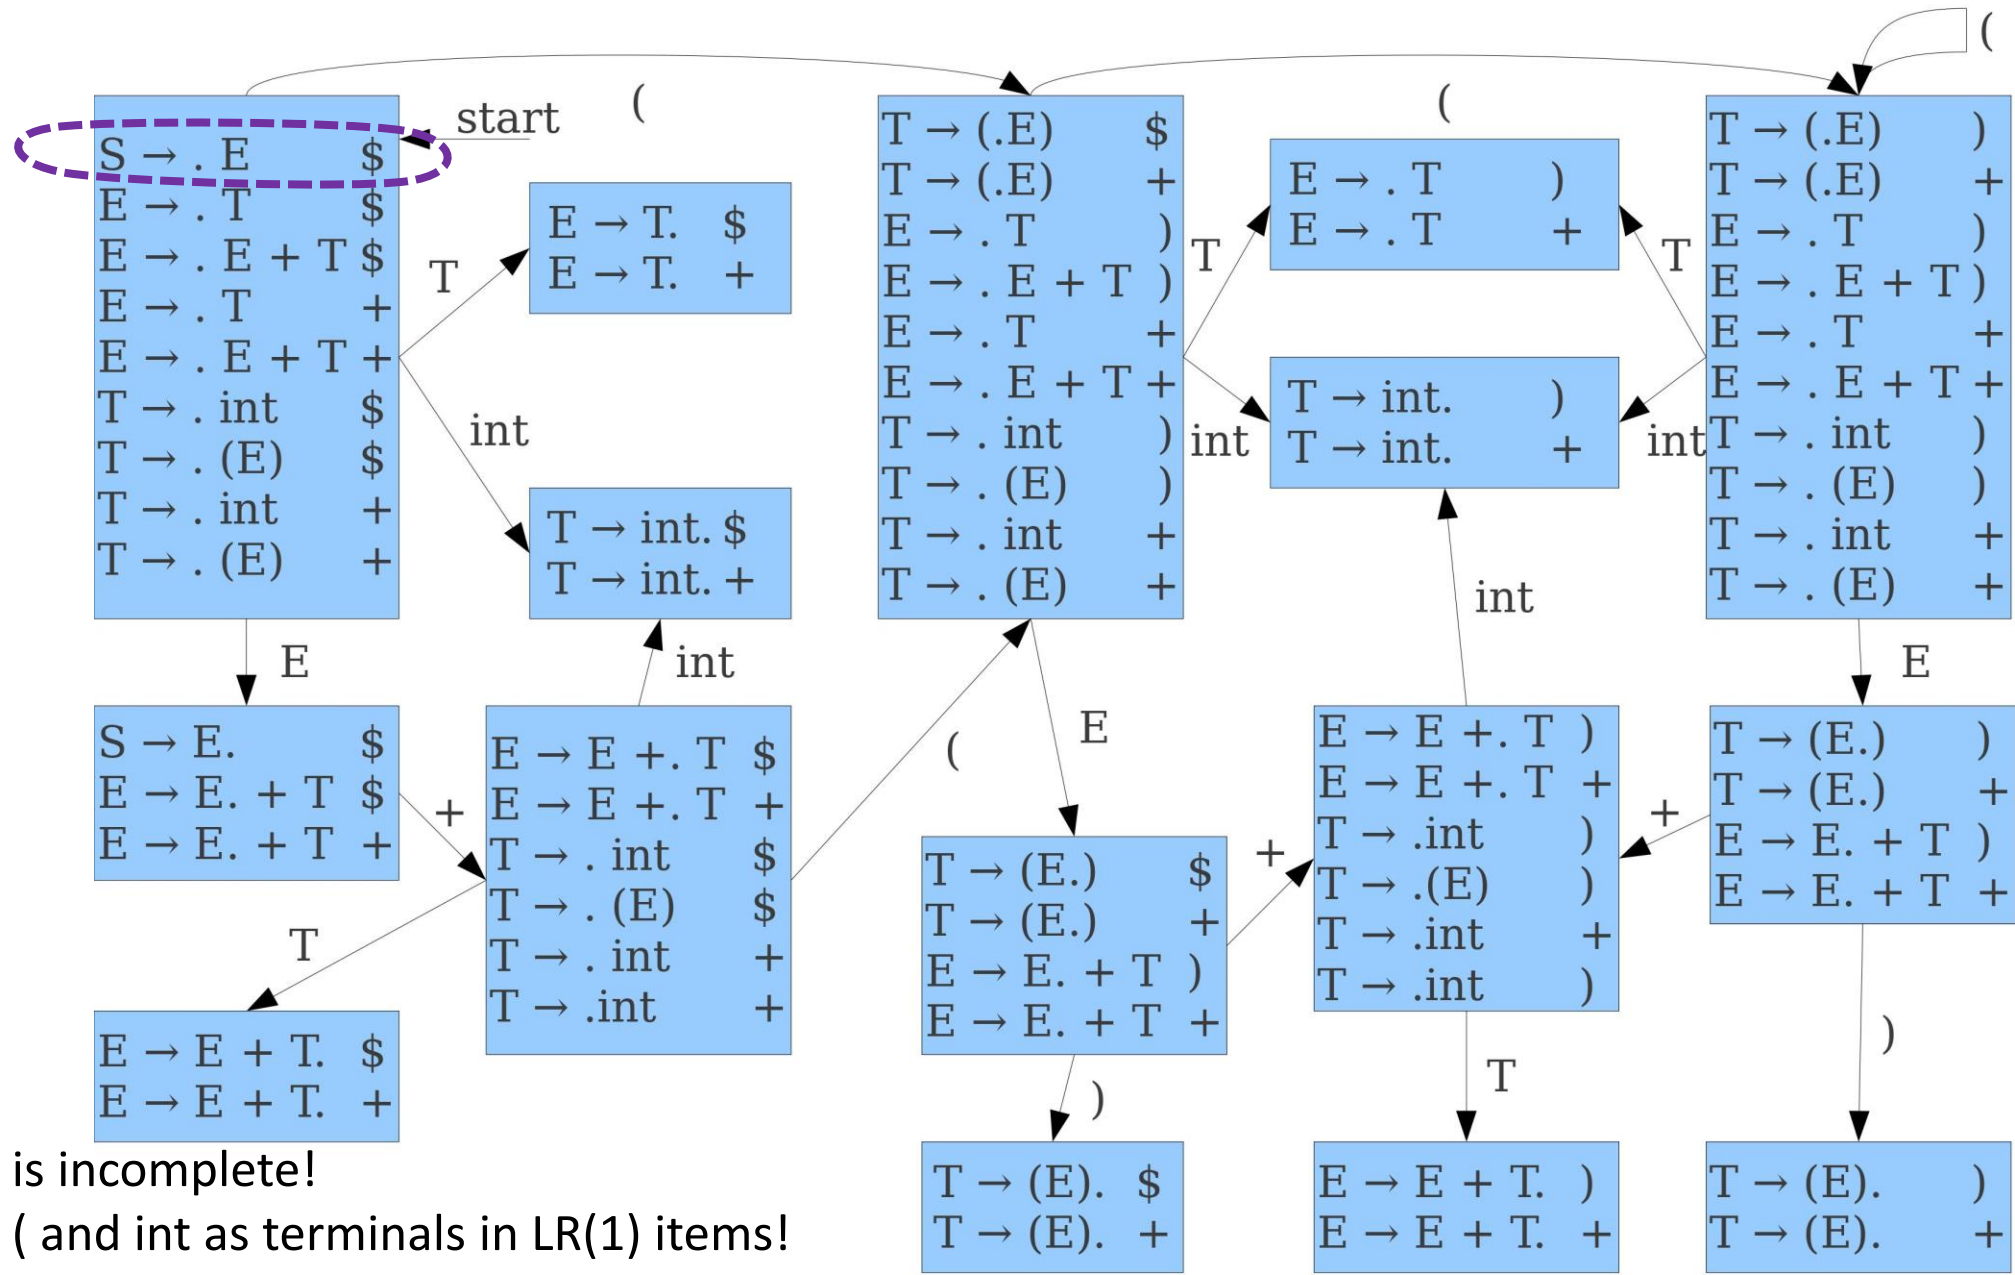 (
(
(
start
S → . E $
E → . T $
E → . E + T $
E → . T +
E → . E + T +
T → . int $
T → . (E) $
T → . int +
T → . (E) +
T
E → T. $
E → T. +
int
T → int. $
T → int. +
T → (.E) $
T → (.E) +
E → . T )
E → . E + T )
E → . T +
E → . E + T +
T → . int )
T → . (E) )
T → . int +
T → . (E) +
T
E → . T )
E → . T +
T
int
T → int. )
T → int. +
int
T → (.E) )
T → (.E) +
E → . T )
E → . E + T )
E → . T +
E → . E + T +
T → . int )
T → . (E) )
T → . int +
T → . (E) +
E
int
(
E
int
E
S → E. $
E → E. + T $
E → E. + T +
+
E → E +. T $
E → E +. T +
T → . int $
T → . (E) $
T → . int +
T → .int +
T
E → E + T. $
E → E + T. +
T → (E.) $
T → (E.) +
E → E. + T )
E → E. + T +
+
E → E +. T )
E → E +. T +
T → .int )
T → .(E) )
T → .int +
T → .int )
+
T → (E.) )
T → (E.) +
E → E. + T )
E → E. + T +
)
T
)
T → (E). $
T → (E). +
E → E + T. )
E → E + T. +
T → (E). )
T → (E). +
is incomplete!
( and int as terminals in LR(1) items!